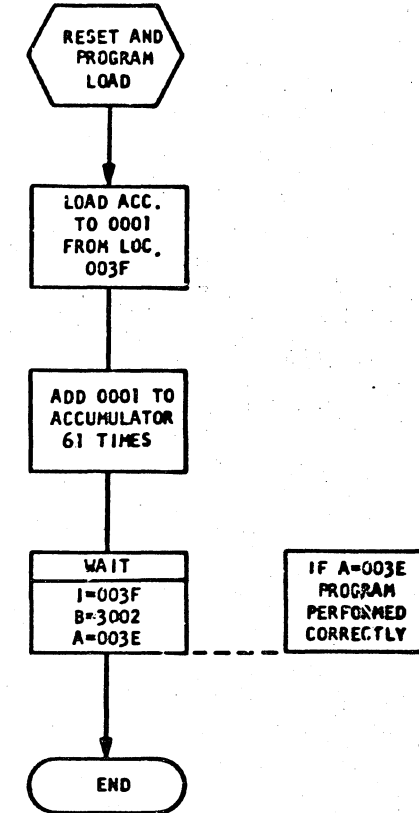 RESET AND
PROGRAM
LOAD
LOAD ACC.
TO 0001
FROM LOC.
003F
ADD 0001 TO
ACCUMULATOR
61 TIMES
WAIT
I=003F
B=3002
A=003E
IF A=003E
PROGRAM
PERFORMED
CORRECTLY
END